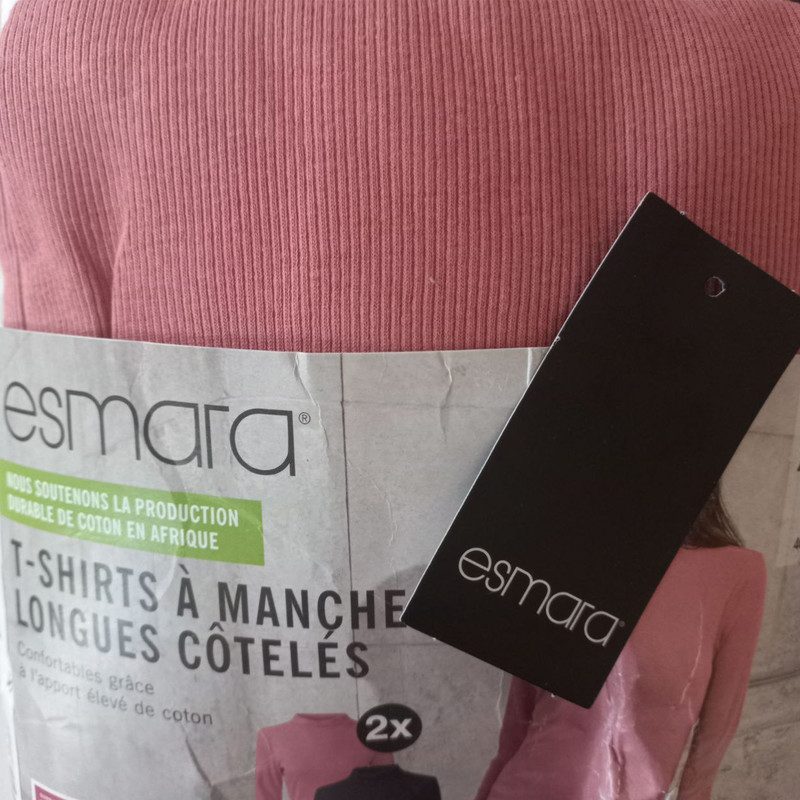 esmara®
NOUS SOUTENONS LA PRODUCTION
DURABLE DE COTON EN AFRIQUE
T-SHIRTS À MANCHE
LONGUES CÔTELÉS
Confortables grâce
à l'apport élevé de coton
2x
esmara®